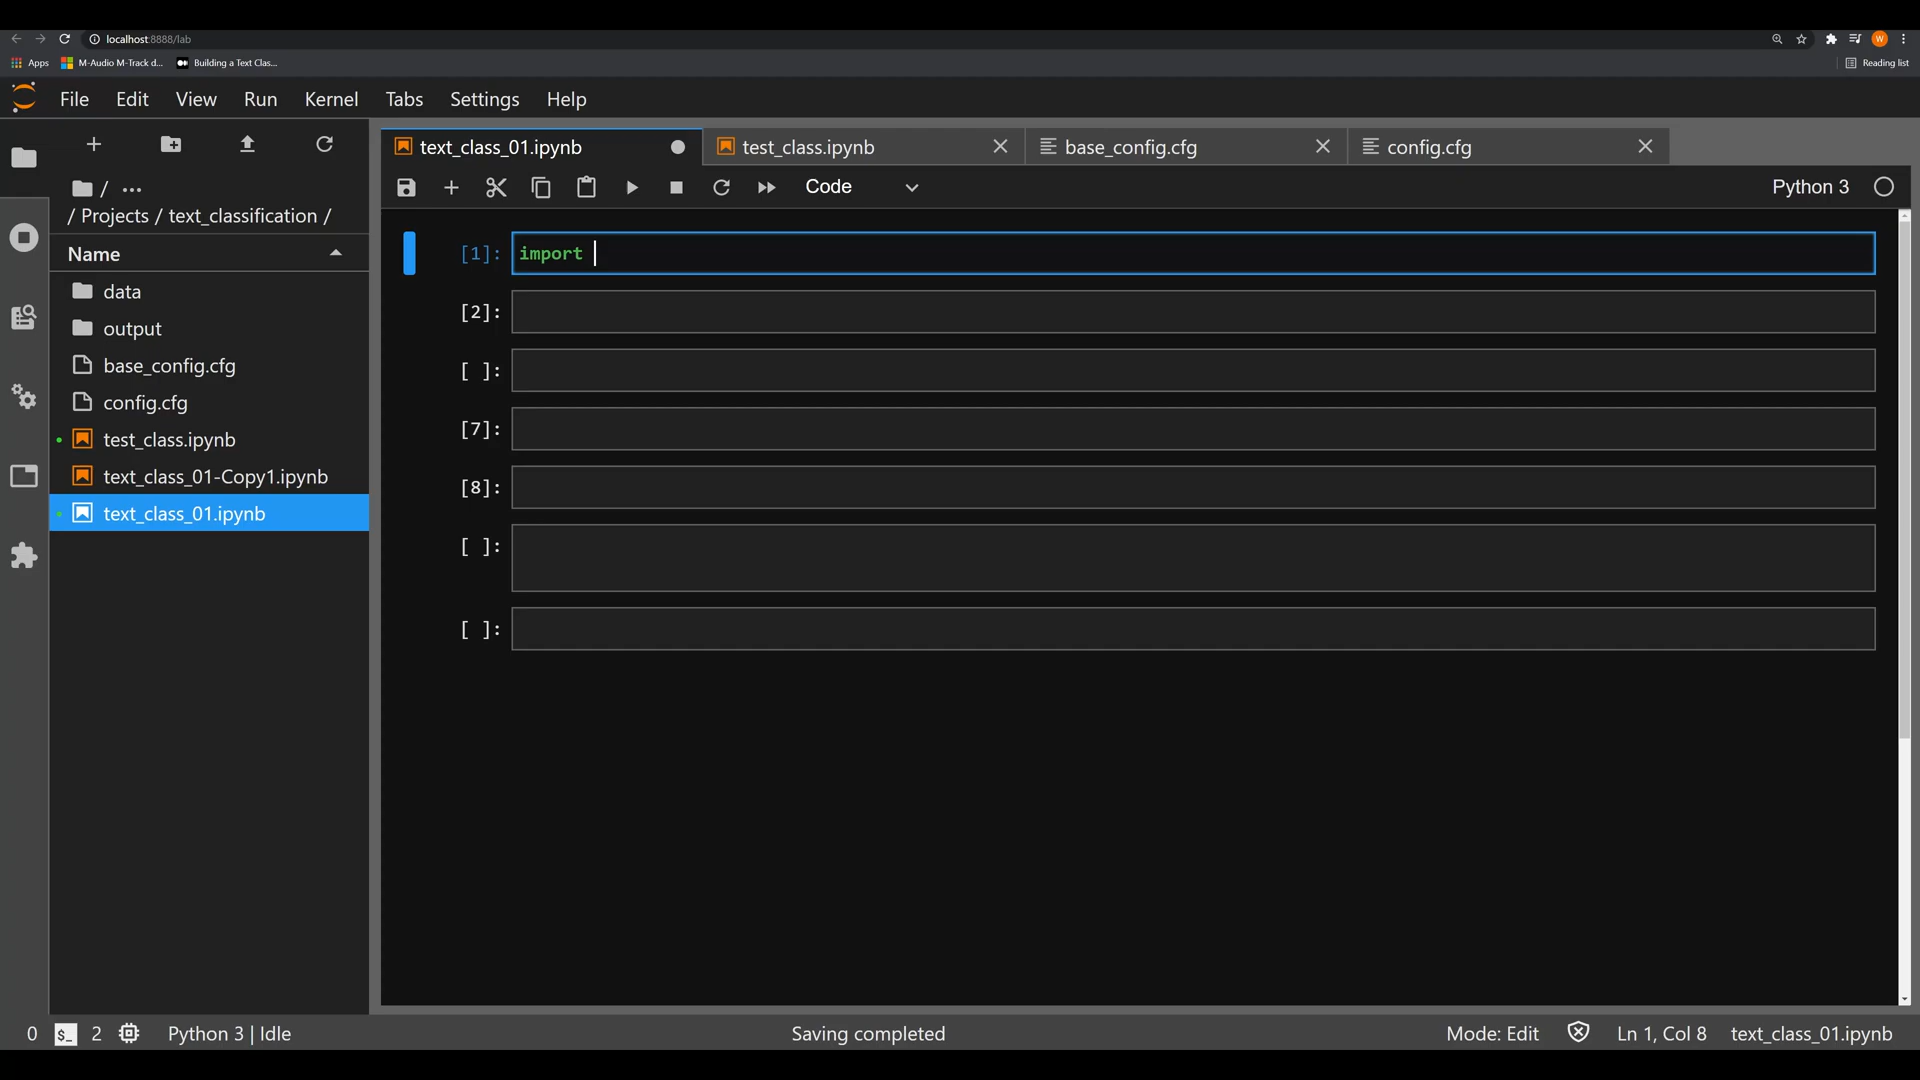 localhost:8888/lab
Apps
M-Audio M-Track d...
Building a Text Clas...
W
Reading list
File Edit View Run Kernel Tabs Settings Help
text_class_01.ipynb
test_class.ipynb
base_config.cfg
config.cfg
/ ...
/ Projects / text_classification /
Code
Python 3
Name
data
output
base_config.cfg
config.cfg
test_class.ipynb
text_class_01-Copy1.ipynb
text_class_01.ipynb
[1]: import
[2]:
[ ]:
[7]:
[8]:
[ ]:
[ ]:
0 $_ 2 Python 3 | Idle
Saving completed
Mode: Edit
Ln 1, Col 8
text_class_01.ipynb